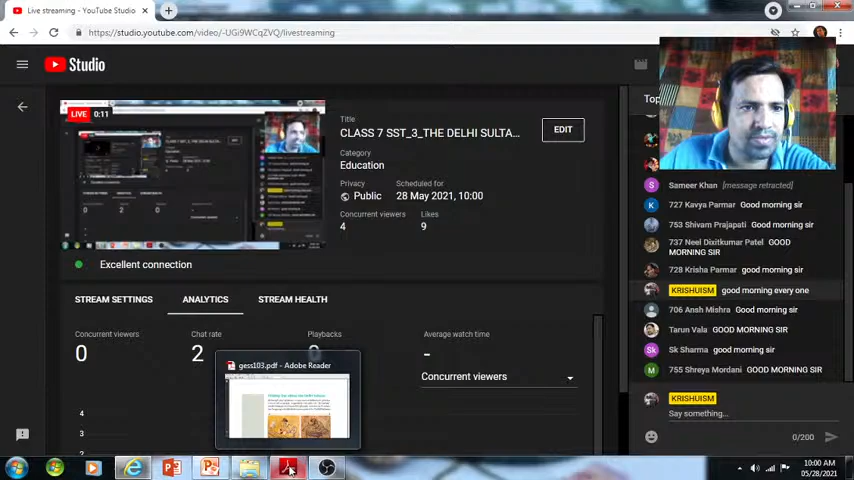 Live streaming - YouTube Studio
https://studio.youtube.com/video/-UGi9WCqZVQ/livestreaming
Studio
LIVE 0:11
Title
CLASS 7 SST_3_THE DELHI SULTA...
EDIT
Category
Education
Privacy
Public
Scheduled for
28 May 2021, 10:00
Concurrent viewers
4
Likes
9
Excellent connection
STREAM SETTINGS
ANALYTICS
STREAM HEALTH
Concurrent viewers
0
Chat rate
2
Playbacks
Average watch time
-
Concurrent viewers
4
3
2
gess103.pdf - Adobe Reader
Top
Sameer Khan [message retracted]
727 Kavya Parmar Good morning sir
753 Shivam Prajapati Good morning sir
737 Neel Dixitkumar Patel GOOD
MORNING SIR
728 Krisha Parmar good morning sir
KRISHUISM good morning every one
706 Ansh Mishra Good morning sir
Tarun Vala GOOD MORNING SIR
Sk Sharma good morning sir
755 Shreya Mordani GOOD MORNING SIR
KRISHUISM
Say something...
0/200
10:00 AM
05/28/2021